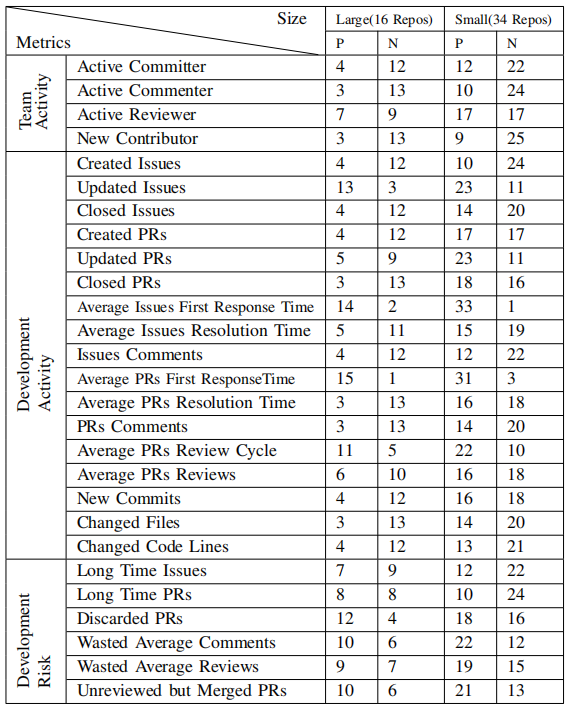 Size Large(16 Repos) Small(34 Repos)
Metrics P N P N
Team Activity
Active Committer 4 12 12 22
Active Commenter 3 13 10 24
Active Reviewer 7 9 17 17
New Contributor 3 13 9 25
Development Activity
Created Issues 4 12 10 24
Updated Issues 13 3 23 11
Closed Issues 4 12 14 20
Created PRs 4 12 17 17
Updated PRs 5 9 23 11
Closed PRs 3 13 18 16
Average Issues First Response Time 14 2 33 1
Average Issues Resolution Time 5 11 15 19
Issues Comments 4 12 12 22
Average PRs First ResponseTime 15 1 31 3
Average PRs Resolution Time 3 13 16 18
PRs Comments 3 13 14 20
Average PRs Review Cycle 11 5 22 10
Average PRs Reviews 6 10 16 18
New Commits 4 12 16 18
Changed Files 3 13 14 20
Changed Code Lines 4 12 13 21
Development Risk
Long Time Issues 7 9 12 22
Long Time PRs 8 8 10 24
Discarded PRs 12 4 18 16
Wasted Average Comments 10 6 22 12
Wasted Average Reviews 9 7 19 15
Unreviewed but Merged PRs 10 6 21 13